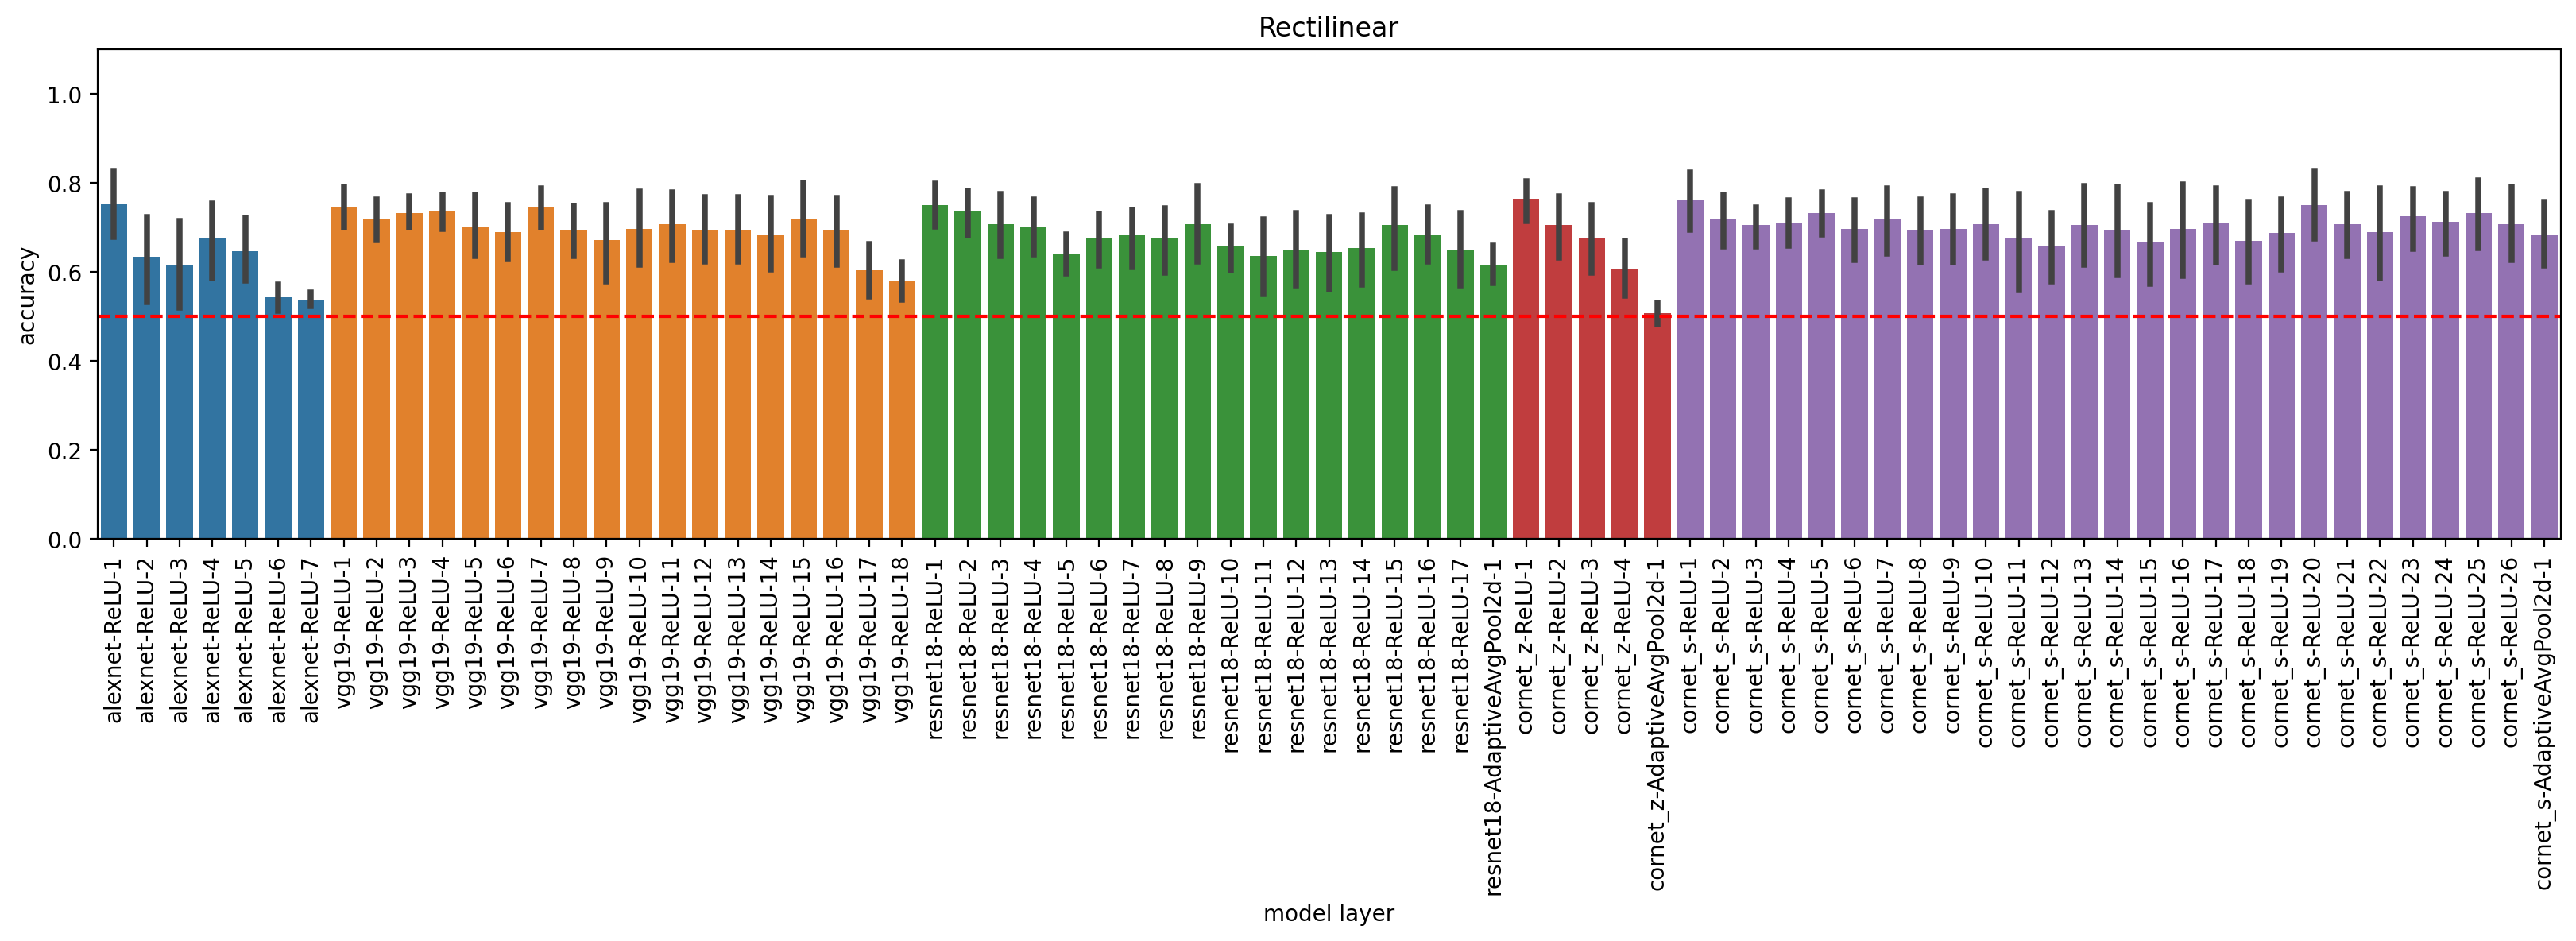 Rectilinear
accuracy
1.0
0.8
0.6
0.4
0.2
0.0
alexnet-ReLU-1
alexnet-ReLU-2
alexnet-ReLU-3
alexnet-ReLU-4
alexnet-ReLU-5
alexnet-ReLU-6
alexnet-ReLU-7
vgg19-ReLU-1
vgg19-ReLU-2
vgg19-ReLU-3
vgg19-ReLU-4
vgg19-ReLU-5
vgg19-ReLU-6
vgg19-ReLU-7
vgg19-ReLU-8
vgg19-ReLU-9
vgg19-ReLU-10
vgg19-ReLU-11
vgg19-ReLU-12
vgg19-ReLU-13
vgg19-ReLU-14
vgg19-ReLU-15
vgg19-ReLU-16
vgg19-ReLU-17
vgg19-ReLU-18
resnet18-ReLU-1
resnet18-ReLU-2
resnet18-ReLU-3
resnet18-ReLU-4
resnet18-ReLU-5
resnet18-ReLU-6
resnet18-ReLU-7
resnet18-ReLU-8
resnet18-ReLU-9
resnet18-ReLU-10
resnet18-ReLU-11
resnet18-ReLU-12
resnet18-ReLU-13
resnet18-ReLU-14
resnet18-ReLU-15
resnet18-ReLU-16
resnet18-ReLU-17
resnet18-AdaptiveAvgPool2d-1
cornet_z-ReLU-1
cornet_z-ReLU-2
cornet_z-ReLU-3
cornet_z-ReLU-4
cornet_z-AdaptiveAvgPool2d-1
cornet_s-ReLU-1
cornet_s-ReLU-2
cornet_s-ReLU-3
cornet_s-ReLU-4
cornet_s-ReLU-5
cornet_s-ReLU-6
cornet_s-ReLU-7
cornet_s-ReLU-8
cornet_s-ReLU-9
cornet_s-ReLU-10
cornet_s-ReLU-11
cornet_s-ReLU-12
cornet_s-ReLU-13
cornet_s-ReLU-14
cornet_s-ReLU-15
cornet_s-ReLU-16
cornet_s-ReLU-17
cornet_s-ReLU-18
cornet_s-ReLU-19
cornet_s-ReLU-20
cornet_s-ReLU-21
cornet_s-ReLU-22
cornet_s-ReLU-23
cornet_s-ReLU-24
cornet_s-ReLU-25
cornet_s-ReLU-26
cornet_s-AdaptiveAvgPool2d-1
model layer